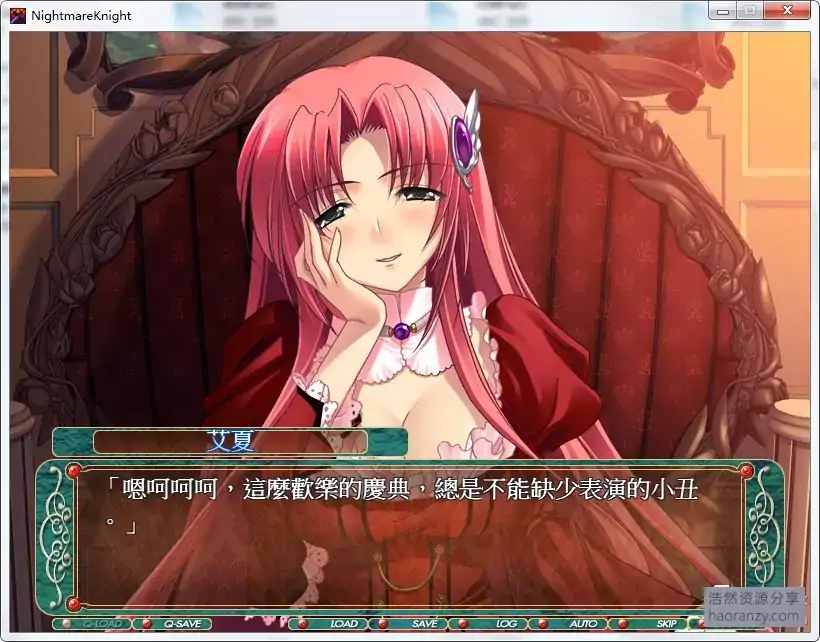 NightmareKnight
艾夏
「嗯呵呵呵，這麼歡樂的慶典，總是不能缺少表演的小丑
。」
Q-LOAD Q-SAVE LOAD SAVE LOG AUTO SKIP
浩然资源分享
haoranzy.com